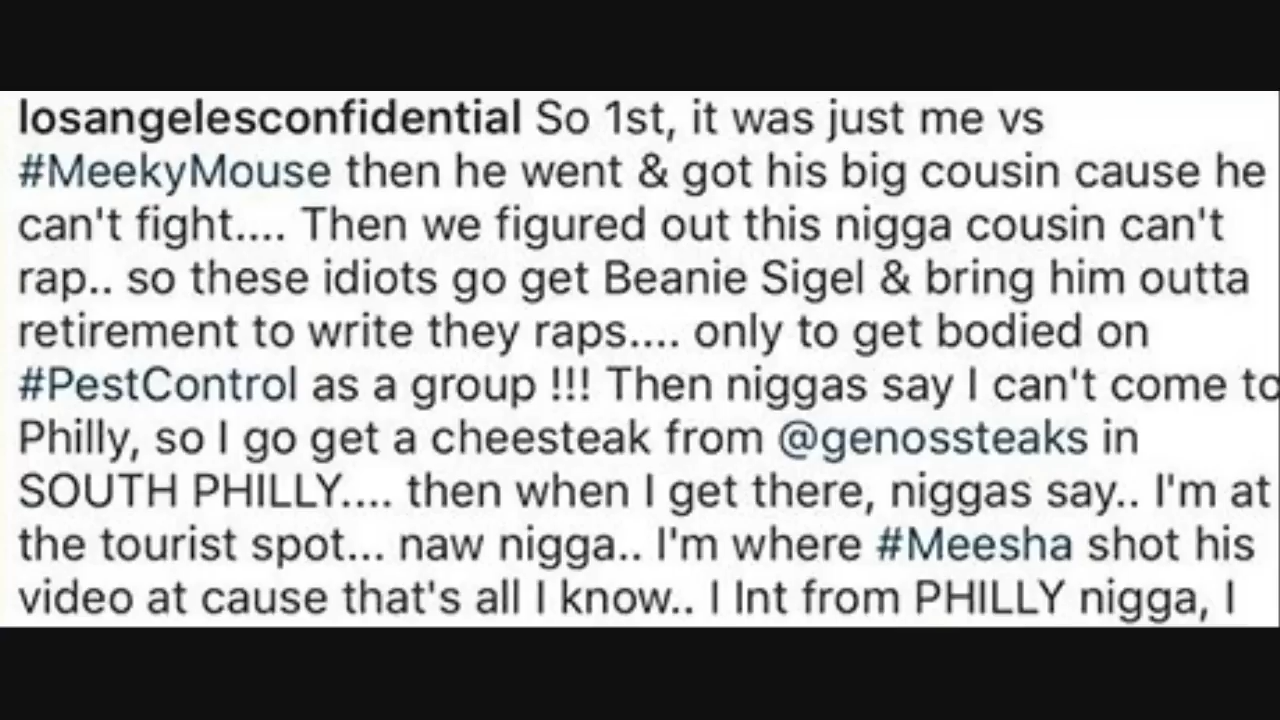 losangelesconfidential So 1st, it was just me vs
#MeekyMouse then he went & got his big cousin cause he
can't fight.... Then we figured out this nigga cousin can't
rap.. so these idiots go get Beanie Sigel & bring him outta
retirement to write they raps.... only to get bodied on
#PestControl as a group !!! Then niggas say I can't come to
Philly, so I go get a cheesteak from @genossteaks in
SOUTH PHILLY.... then when I get there, niggas say.. I'm at
the tourist spot... naw nigga.. I'm where #Meesha shot his
video at cause that's all I know.. I Int from PHILLY nigga, I